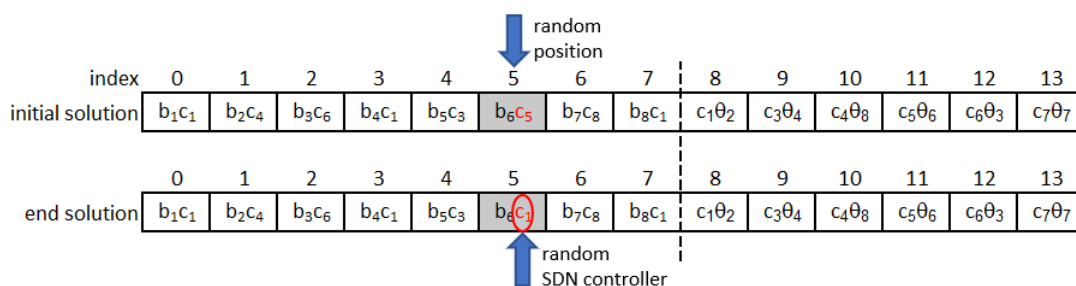 random
position
index 0 1 2 3 4 5 6 7 8 9 10 11 12 13
initial solution b₁c₁ b₂c₄ b₃c₆ b₄c₁ b₅c₃ b₆c₅ b₇c₈ b₈c₁ c₁θ₂ c₃θ₄ c₄θ₈ c₅θ₆ c₆θ₃ c₇θ₇
0 1 2 3 4 5 6 7 8 9 10 11 12 13
end solution b₁c₁ b₂c₄ b₃c₆ b₄c₁ b₅c₃ b₆c₁ b₇c₈ b₈c₁ c₁θ₂ c₃θ₄ c₄θ₈ c₅θ₆ c₆θ₃ c₇θ₇
random
SDN controller